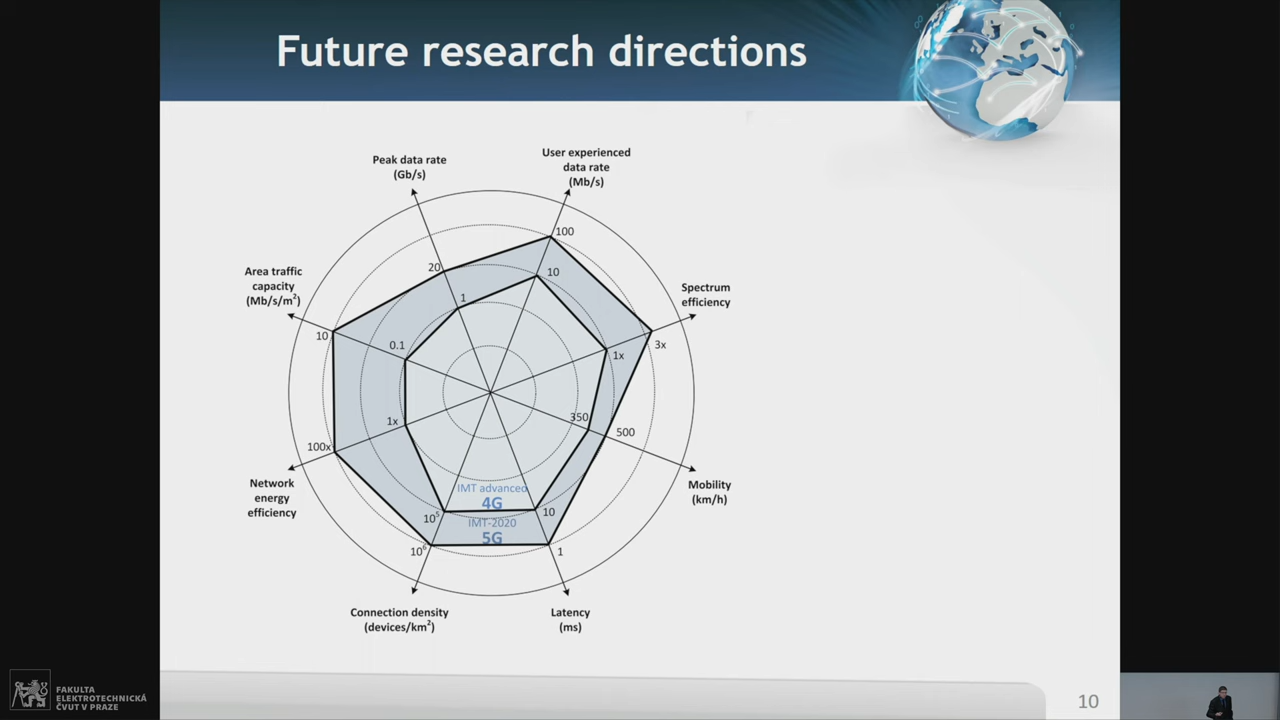 Future research directions
Peak data rate
(Gb/s)
User experienced
data rate
(Mb/s)
Area traffic
capacity
(Mb/s/m²)
Spectrum
efficiency
100
20
10
1
10
0.1
1x
3x
1x
350
500
100x
Network
energy
efficiency
Mobility
(km/h)
IMT advanced
4G
10⁵
10
IMT-2020
5G
10⁶
1
Connection density
(devices/km²)
Latency
(ms)
FAKULTA
ELEKTROTECHNICKÁ
ČVUT V PRAZE
10